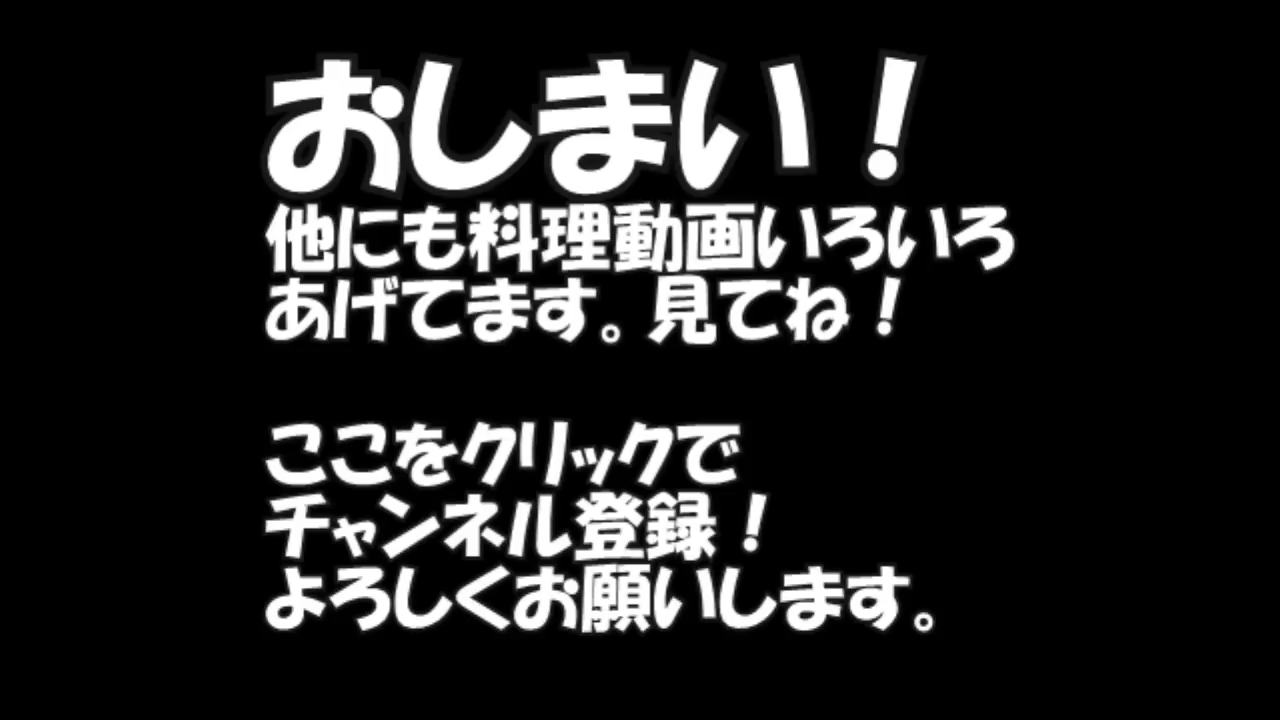 おしまい！
他にも料理動画いろいろ
あげてます。見てね！
ここをクリックで
チャンネル登録！
よろしくお願いします。